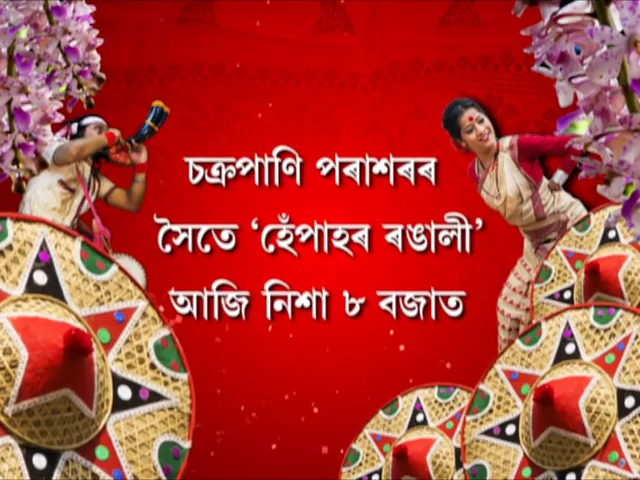 চক্ৰপাণি পৰাশৰৰ
সৈতে ‘হেঁপাহৰ ৰঙালী’
আজি নিশা ৮ বজাত